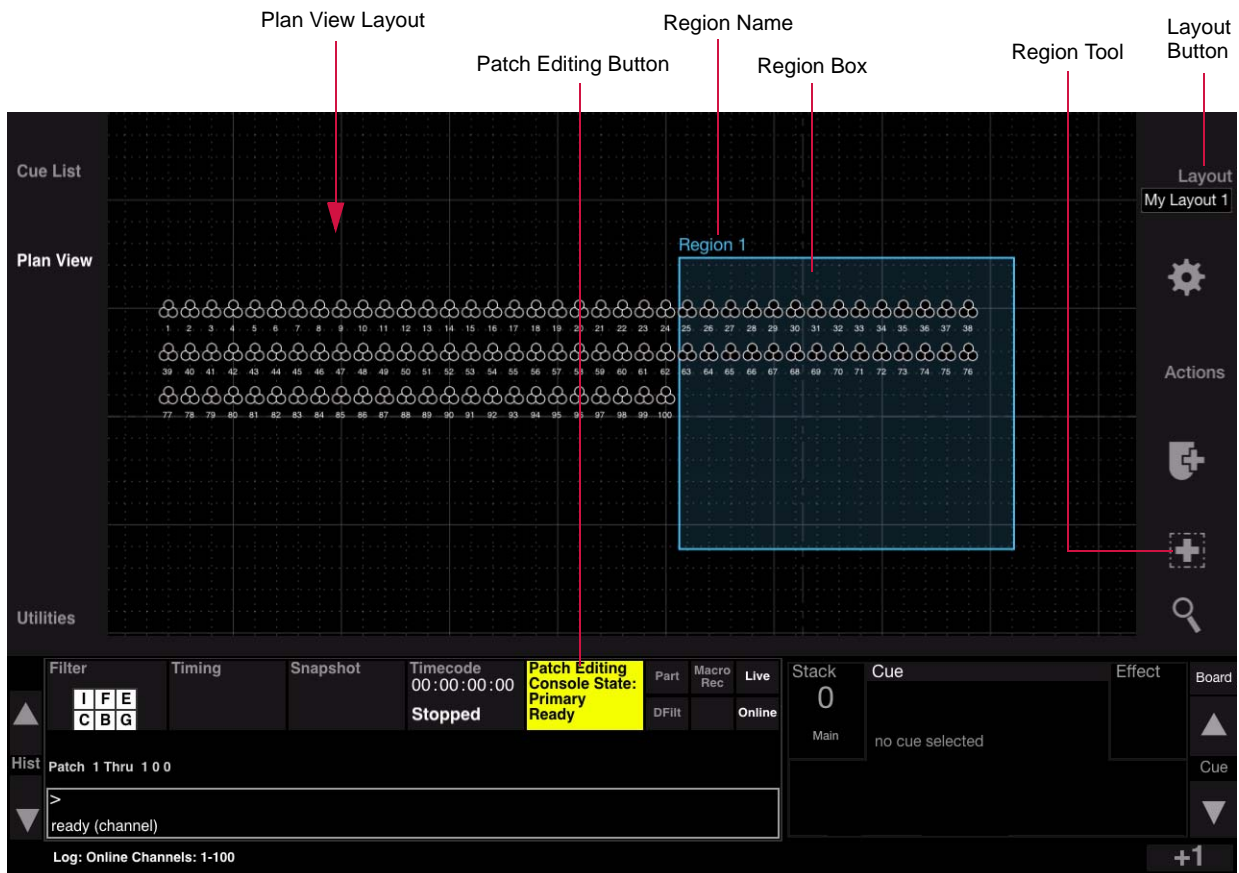 Plan View Layout
Region Name
Layout
Button
Patch Editing Button
Region Box
Region Tool
Cue List
Layout
My Layout 1
Region 1
Plan View
1 2 3 4 5 6 7 8 9 10 11 12 13 14 15 16 17 18 19 20 21 22 23 24 25 26 27 28 29 30 31 32 33 34 35 36 37 38
39 40 41 42 43 44 45 46 47 48 49 50 51 52 53 54 55 56 57 58 59 60 61 62 63 64 65 66 67 68 69 70 71 72 73 74 75 76
Actions
77 78 79 80 81 82 83 84 85 86 87 88 89 90 91 92 93 94 95 96 97 98 99 100
Utilities
Filter
I F E
C B G
Timing
Snapshot
Timecode
00:00:00:00
Stopped
Patch Editing
Console State:
Primary
Ready
Part
Macro
Rec
Live
DFilt
Online
Stack
0
Main
Cue
no cue selected
Effect
Board
Hist
Patch 1 Thru 1 0 0
Cue
>
ready (channel)
Log: Online Channels: 1-100
+1